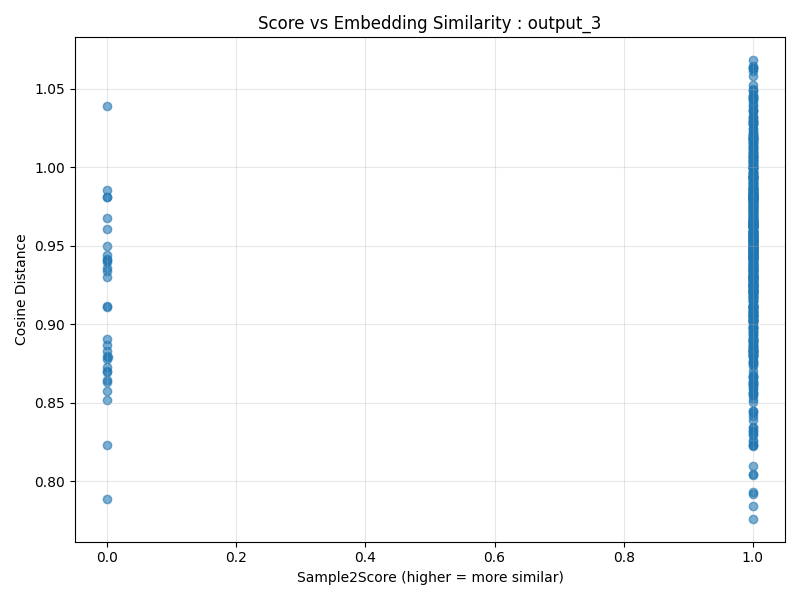 Score vs Embedding Similarity : output_3
Cosine Distance
1.05
1.00
0.95
0.90
0.85
0.80
0.0 0.2 0.4 0.6 0.8 1.0
Sample2Score (higher = more similar)